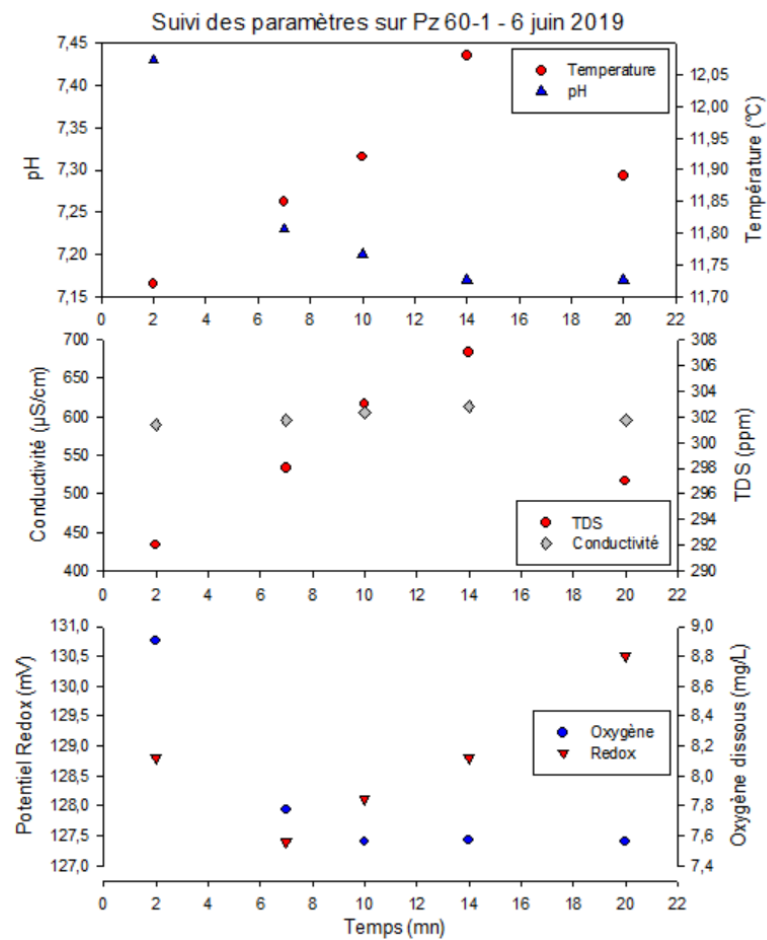 Suivi des paramètres sur Pz 60-1 - 6 juin 2019
7,45
7,40
7,35
7,30
7,25
7,20
7,15
pH
12,05
12,00
11,95
11,90
11,85
11,80
11,75
11,70
Température (°C)
Temperature
pH
0 2 4 6 8 10 12 14 16 18 20 22
700
650
600
550
500
450
400
Conductivité (µS/cm)
308
306
304
302
300
298
296
294
292
290
TDS (ppm)
TDS
Conductivité
0 2 4 6 8 10 12 14 16 18 20 22
131,0
130,5
130,0
129,5
129,0
128,5
128,0
127,5
127,0
Potentiel Redox (mV)
9,0
8,8
8,6
8,4
8,2
8,0
7,8
7,6
7,4
Oxygène dissous (mg/L)
Oxygène
Redox
0 2 4 6 8 10 12 14 16 18 20 22
Temps (mn)